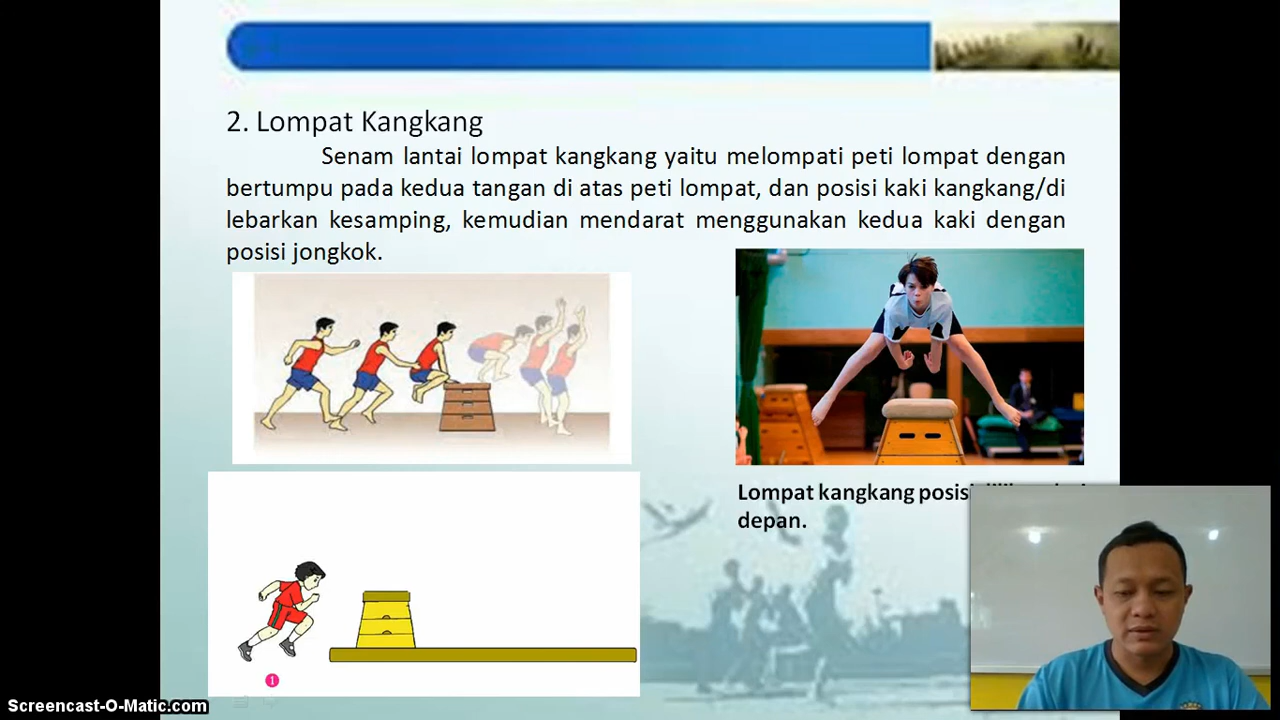 2. Lompat Kangkang
Senam lantai lompat kangkang yaitu melompati peti lompat dengan
bertumpu pada kedua tangan di atas peti lompat, dan posisi kaki kangkang/di
lebarkan kesamping, kemudian mendarat menggunakan kedua kaki dengan
posisi jongkok.
Lompat kangkang posisi
depan.
1
Screencast-O-Matic.com